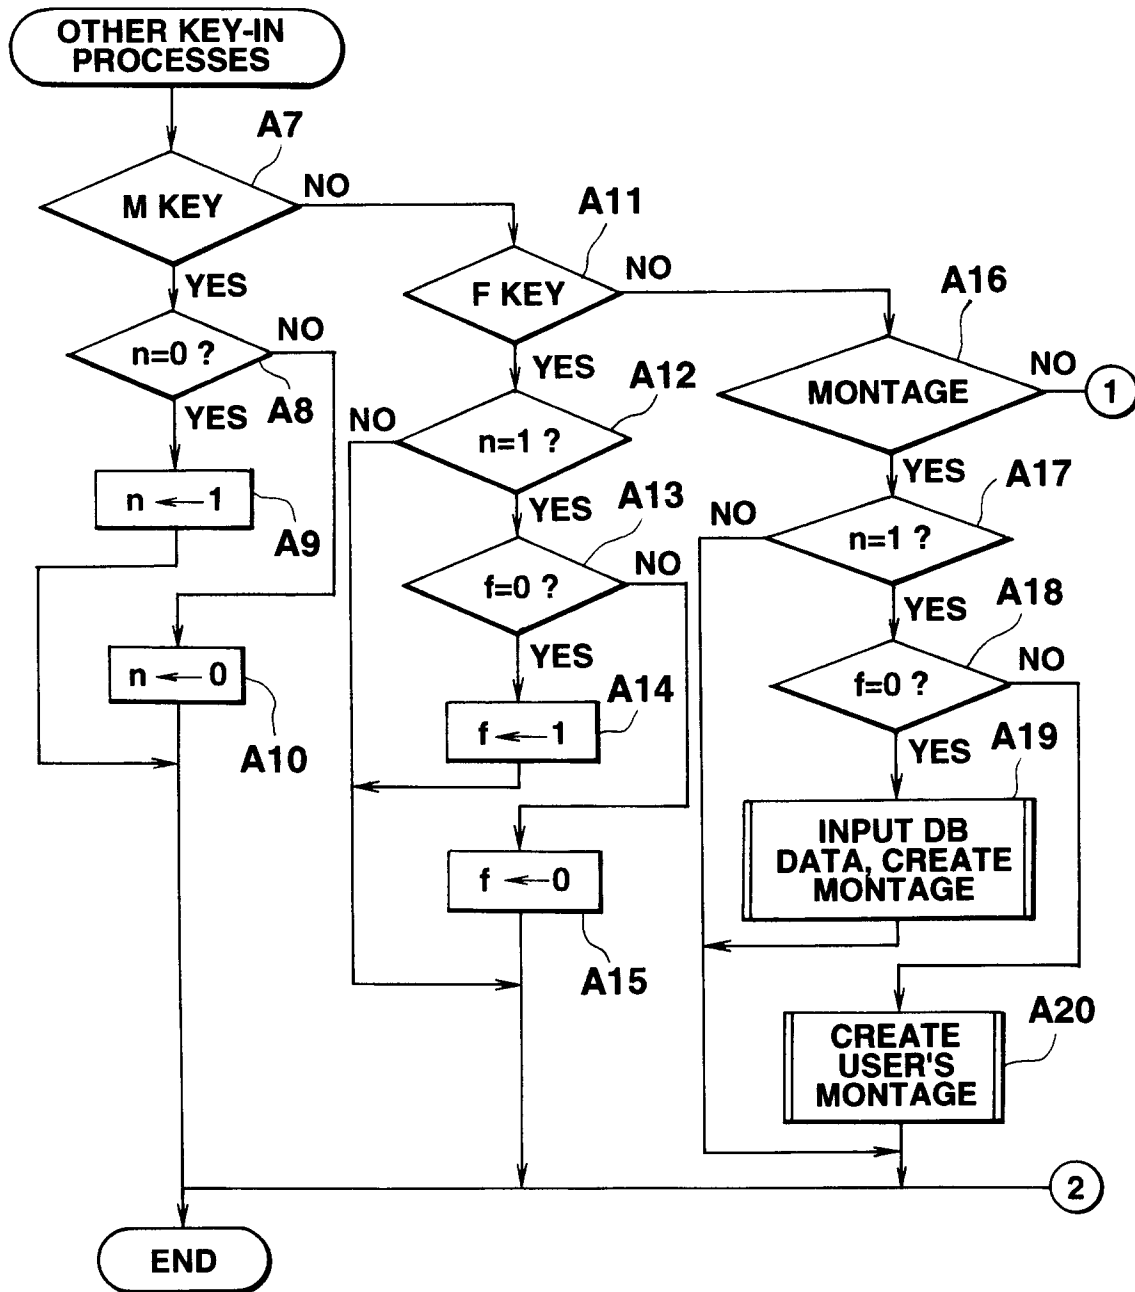 OTHER KEY-IN
PROCESSES
A7
M KEY
NO
YES
n=0 ?
NO
A8
YES
n ← 1
A9
n ← 0
A10
A11
F KEY
NO
YES
A12
n=1 ?
NO
YES
A13
f=0 ?
NO
YES
A14
f ← 1
f ← 0
A15
A16
MONTAGE
NO
1
YES
A17
n=1 ?
NO
YES
A18
f=0 ?
NO
YES
A19
INPUT DB
DATA, CREATE
MONTAGE
A20
CREATE
USER'S
MONTAGE
2
END